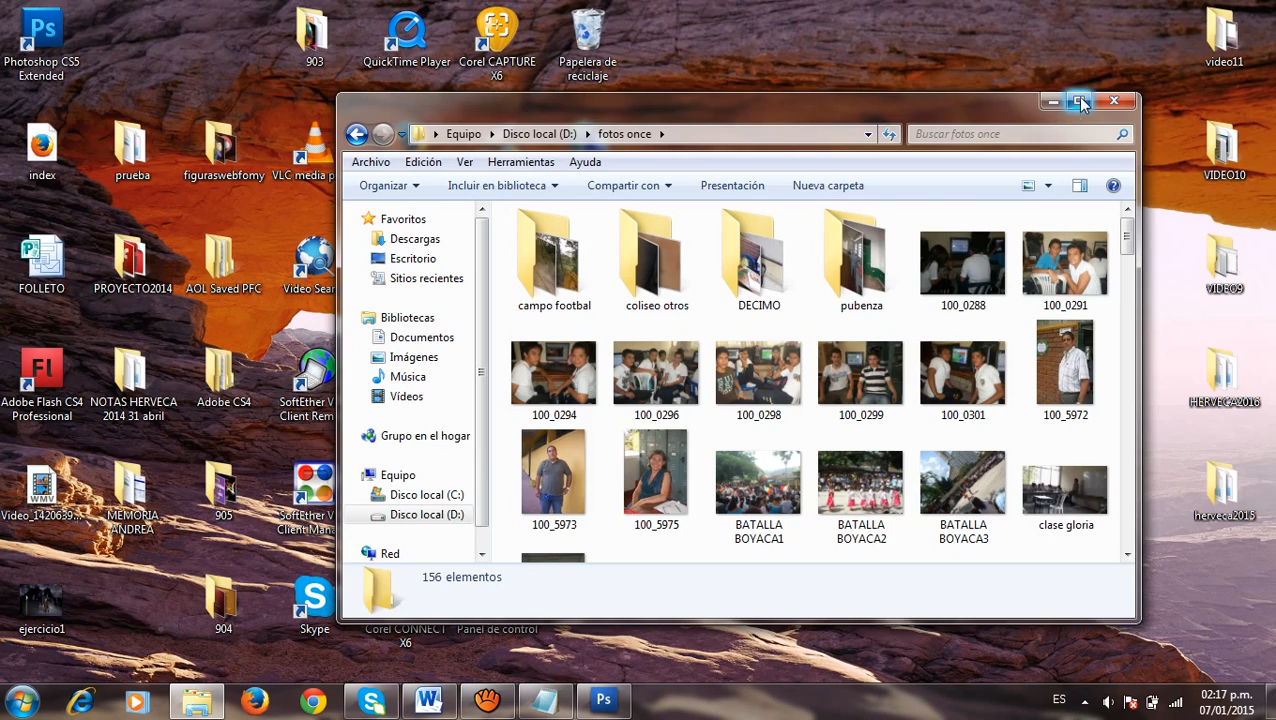 Photoshop CS5
Extended
903
QuickTime Player
Corel CAPTURE
X6
Papelera de
reciclaje
video11
index
prueba
figuraswebfomy
VLC media p
VIDEO10
FOLLETO
PROYECTO2014
AOL Saved PFC
Video Sear
VIDEO9
Adobe Flash CS4
Professional
NOTAS HERVECA
2014 31 abril
Adobe CS4
SoftEther V
Client Rem
HERVECA2016
Video_1420639...
MEMORIA
ANDREA
905
SoftEther V
Client Mana
herveca2015
ejercicio1
904
Skype
Corel CONNECT
X6
Panel de control
Equipo
Disco local (D:)
fotos once
Buscar fotos once
Archivo Edición Ver Herramientas Ayuda
Organizar Incluir en biblioteca Compartir con Presentación Nueva carpeta
Favoritos
Descargas
Escritorio
Sitios recientes
Bibliotecas
Documentos
Imágenes
Música
Vídeos
Grupo en el hogar
Equipo
Disco local (C:)
Disco local (D:)
Red
campo footbal coliseo otros DECIMO pubenza 100_0288 100_0291
100_0294 100_0296 100_0298 100_0299 100_0301 100_5972
100_5973 100_5975 BATALLA BATALLA BATALLA clase gloria
BOYACA1 BOYACA2 BOYACA3
156 elementos
Ps
Fl
WMV
W
Ps
ES
02:17 p.m.
07/01/2015